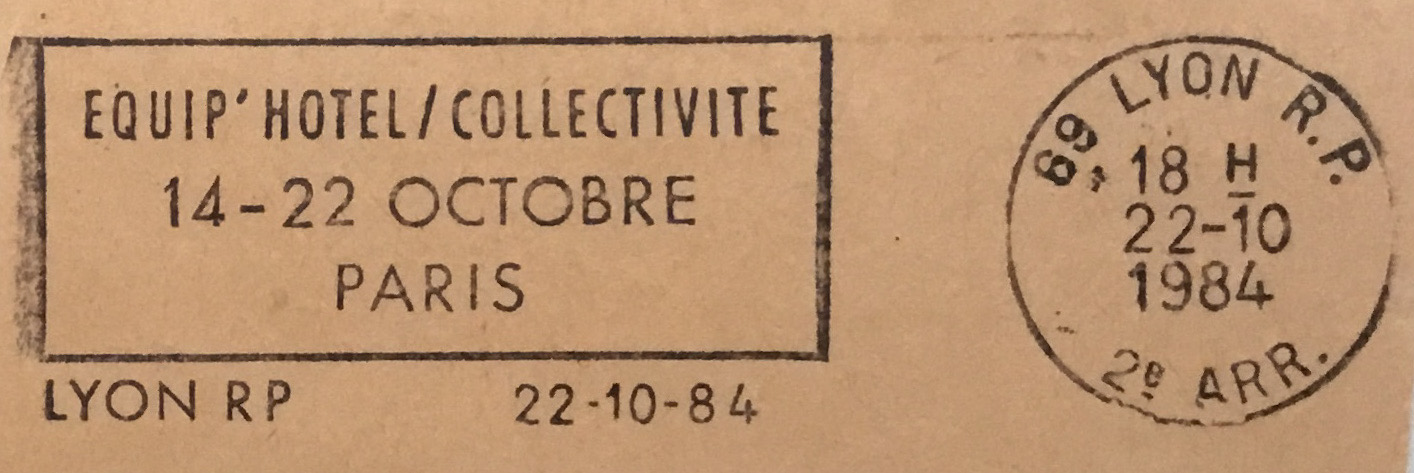 EQUIP'HOTEL/COLLECTIVITE
14-22 OCTOBRE
PARIS
LYON RP 22-10-84
69, LYON R.P.
18 H
22-10
1984
2e ARR.